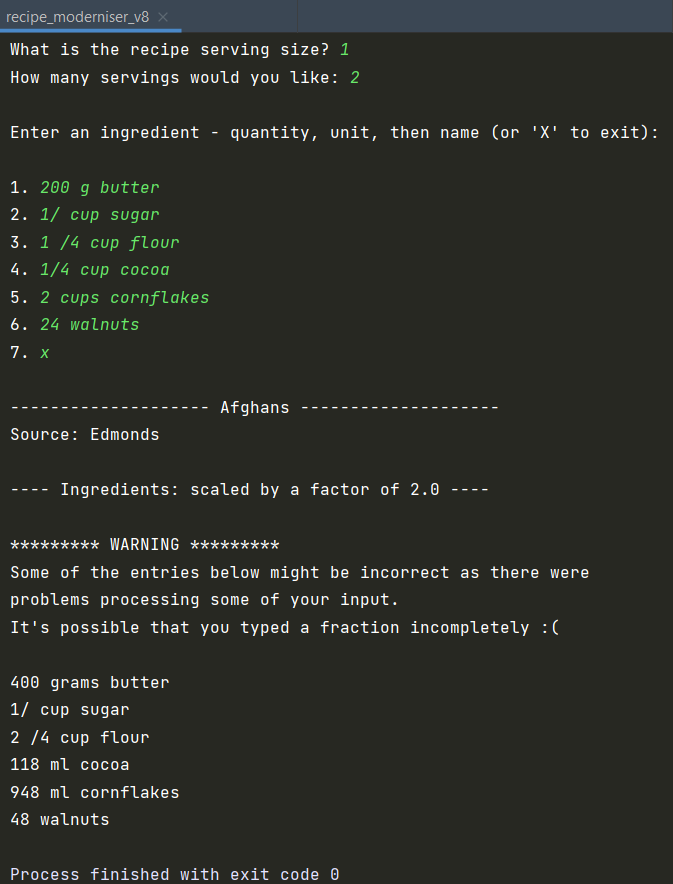 recipe_moderniser_v8
What is the recipe serving size? 1
How many servings would you like: 2
Enter an ingredient - quantity, unit, then name (or 'X' to exit):
1. 200 g butter
2. 1/ cup sugar
3. 1 /4 cup flour
4. 1/4 cup cocoa
5. 2 cups cornflakes
6. 24 walnuts
7. x
-------------------- Afghans --------------------
Source: Edmonds
---- Ingredients: scaled by a factor of 2.0 ----
********* WARNING *********
Some of the entries below might be incorrect as there were
problems processing some of your input.
It's possible that you typed a fraction incompletely :(
400 grams butter
1/ cup sugar
2 /4 cup flour
118 ml cocoa
948 ml cornflakes
48 walnuts
Process finished with exit code 0